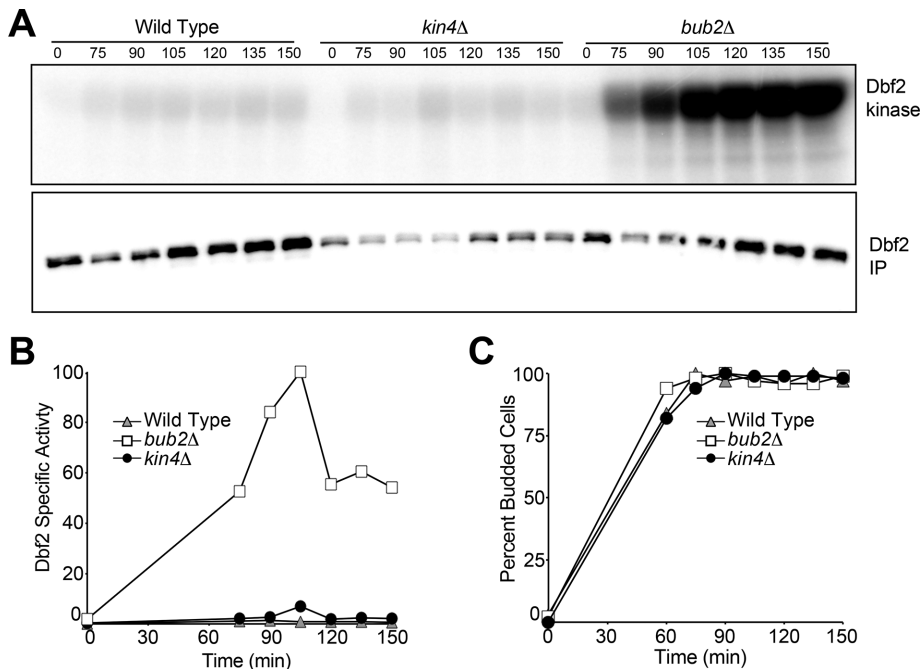 A
Wild Type kin4Δ bub2Δ
0 75 90 105 120 135 150 0 75 90 105 120 135 150 0 75 90 105 120 135 150
Dbf2
kinase
Dbf2
IP
B
100
80
60
40
20
0
Dbf2 Specific Activty
Wild Type
bub2Δ
kin4Δ
0 30 60 90 120 150
Time (min)
C
100
75
50
25
0
Percent Budded Cells
Wild Type
bub2Δ
kin4Δ
0 30 60 90 120 150
Time (min)